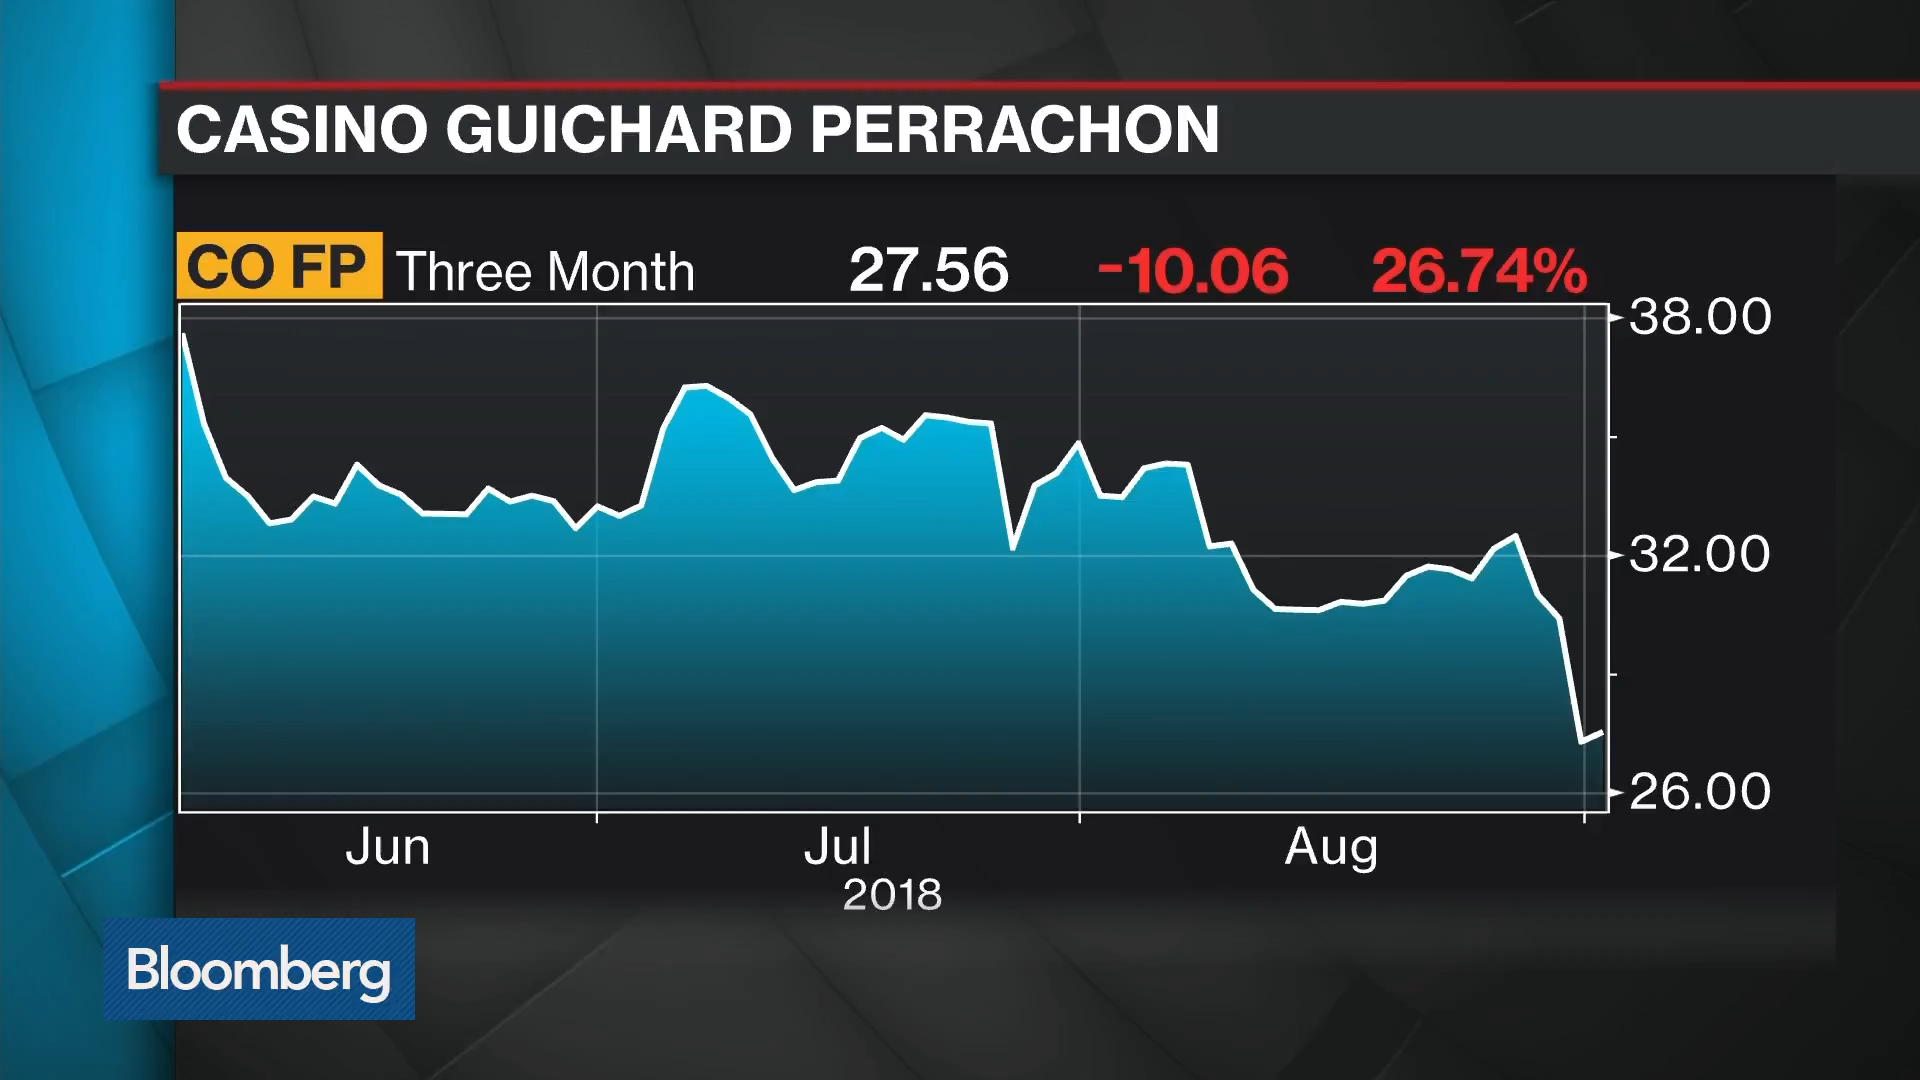 CASINO GUICHARD PERRACHON
CO FP Three Month 27.56 -10.06 26.74%
38.00
32.00
26.00
Jun Jul Aug
2018
Bloomberg